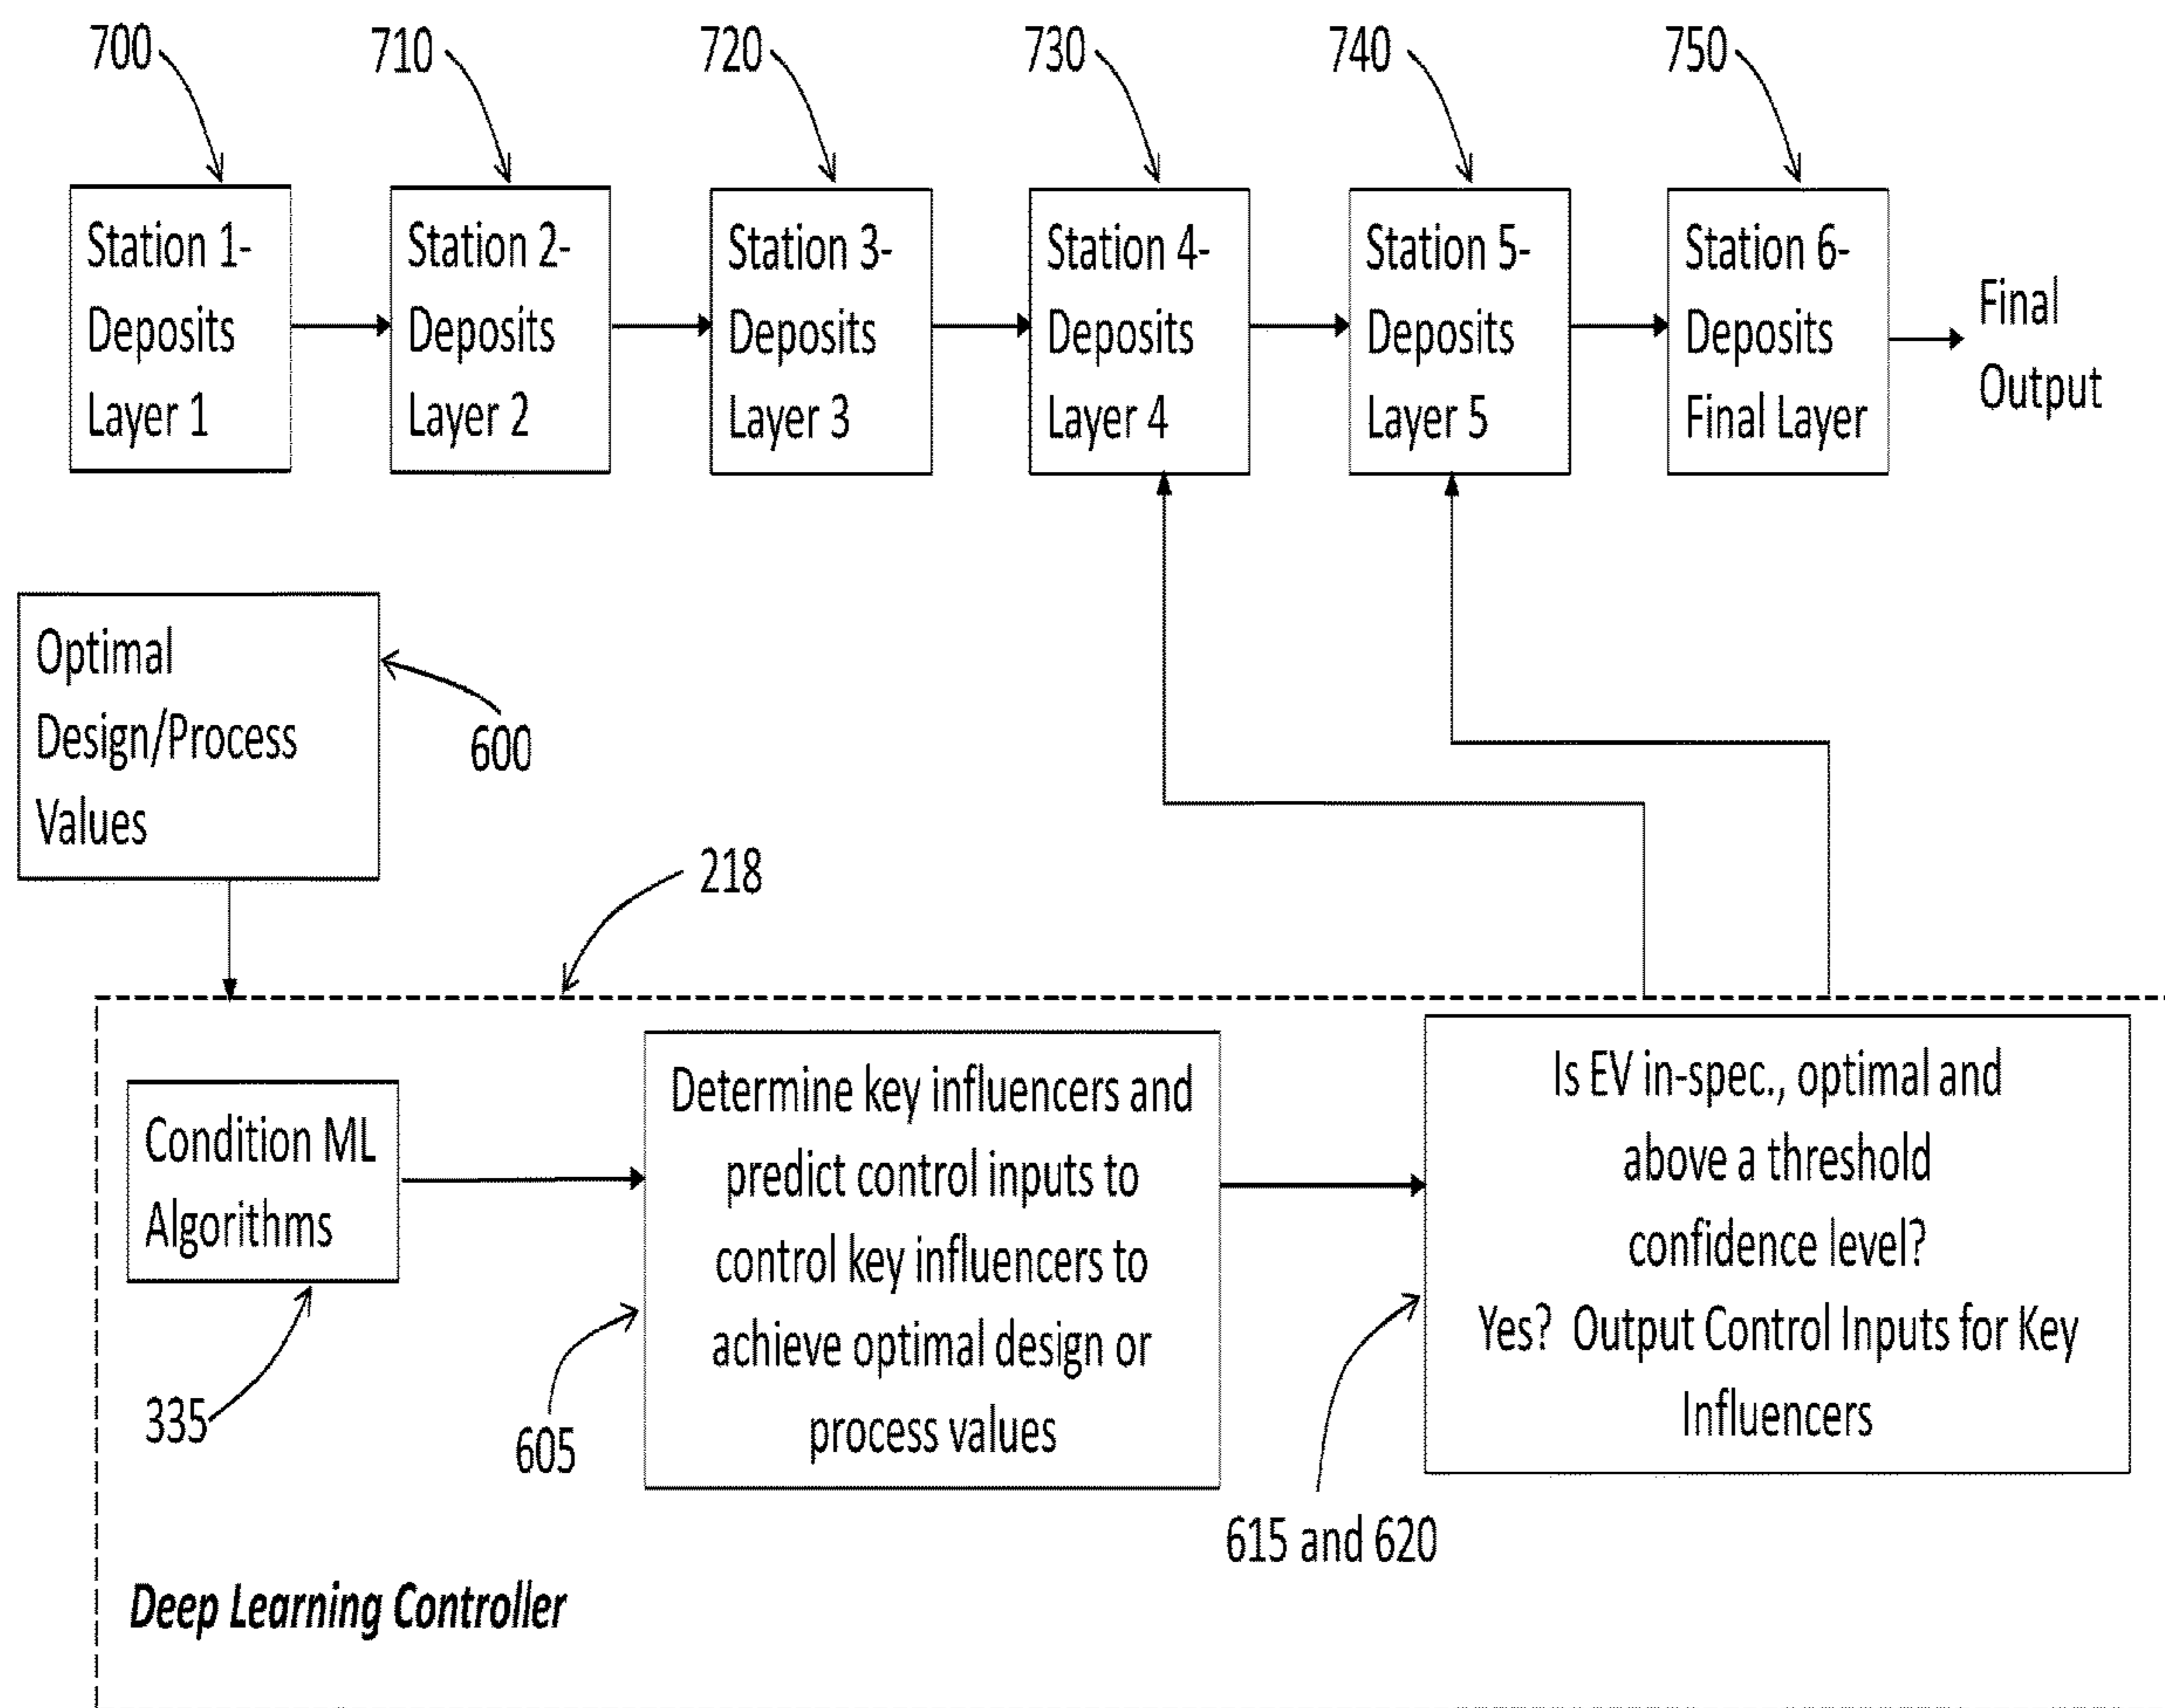 700
710
720
730
740
750
Station 1-
Deposits
Layer 1
Station 2-
Deposits
Layer 2
Station 3-
Deposits
Layer 3
Station 4-
Deposits
Layer 4
Station 5-
Deposits
Layer 5
Station 6-
Deposits
Final Layer
Final
Output
Optimal
Design/Process
Values
600
218
Condition ML
Algorithms
335
Determine key influencers and
predict control inputs to
control key influencers to
achieve optimal design or
process values
605
Is EV in-spec., optimal and
above a threshold
confidence level?
Yes? Output Control Inputs for Key
Influencers
615 and 620
Deep Learning Controller